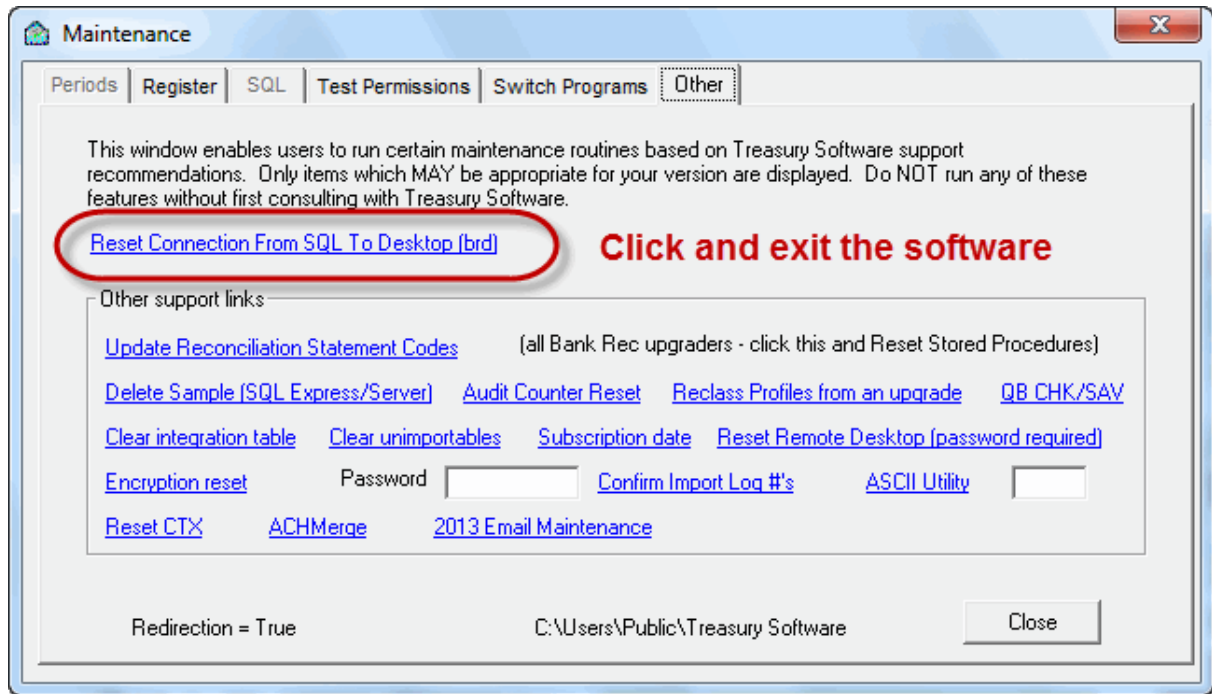 Maintenance
Periods Register SQL Test Permissions Switch Programs Other
This window enables users to run certain maintenance routines based on Treasury Software support
recommendations. Only items which MAY be appropriate for your version are displayed. Do NOT run any of these
features without first consulting with Treasury Software.
Reset Connection From SQL To Desktop (brd) Click and exit the software
Other support links
Update Reconciliation Statement Codes (all Bank Rec upgraders - click this and Reset Stored Procedures)
Delete Sample (SQL Express/Server) Audit Counter Reset Reclass Profiles from an upgrade QB CHK/SAV
Clear integration table Clear unimportables Subscription date Reset Remote Desktop (password required)
Encryption reset Password Confirm Import Log #'s ASCII Utility
Reset CTX ACHMerge 2013 Email Maintenance
Redirection = True C:\Users\Public\Treasury Software Close